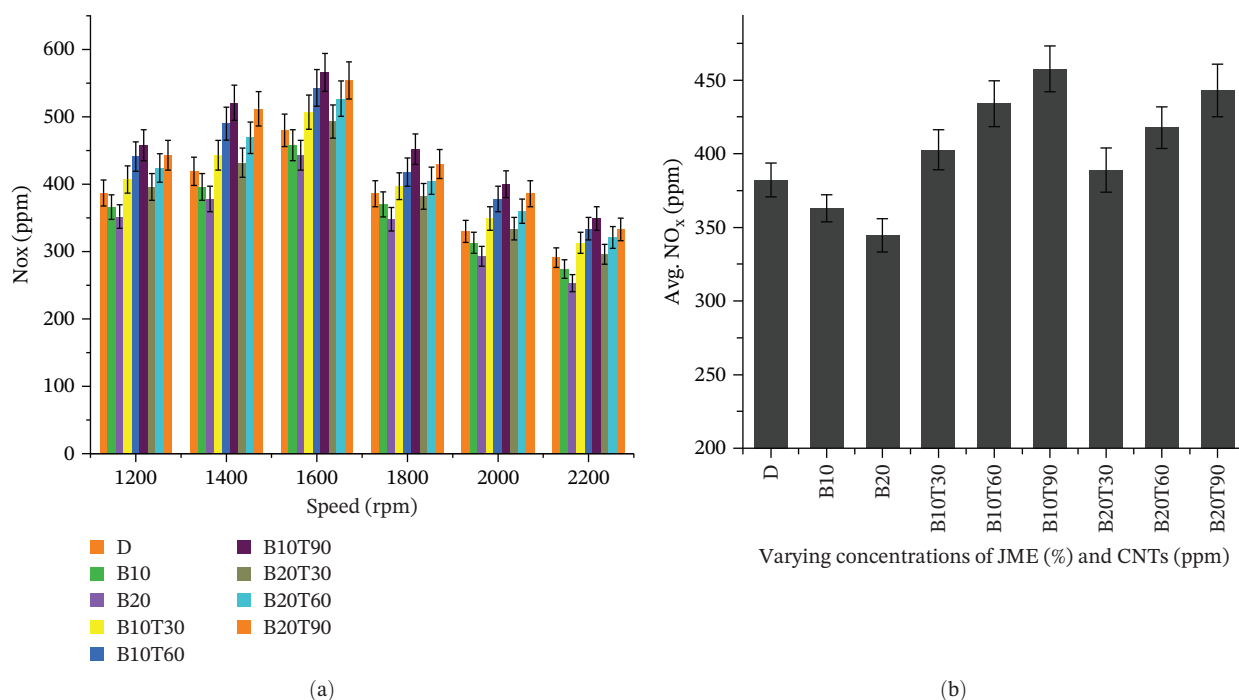 600
500
400
300
200
100
0
Nox (ppm)
1200 1400 1600 1800 2000 2200
Speed (rpm)
D
B10
B20
B10T30
B10T60
B10T90
B20T30
B20T60
B20T90
(a)
450
400
350
300
250
200
Avg. NOx (ppm)
D
B10
B20
B10T30
B10T60
B10T90
B20T30
B20T60
B20T90
Varying concentrations of JME (%) and CNTs (ppm)
(b)